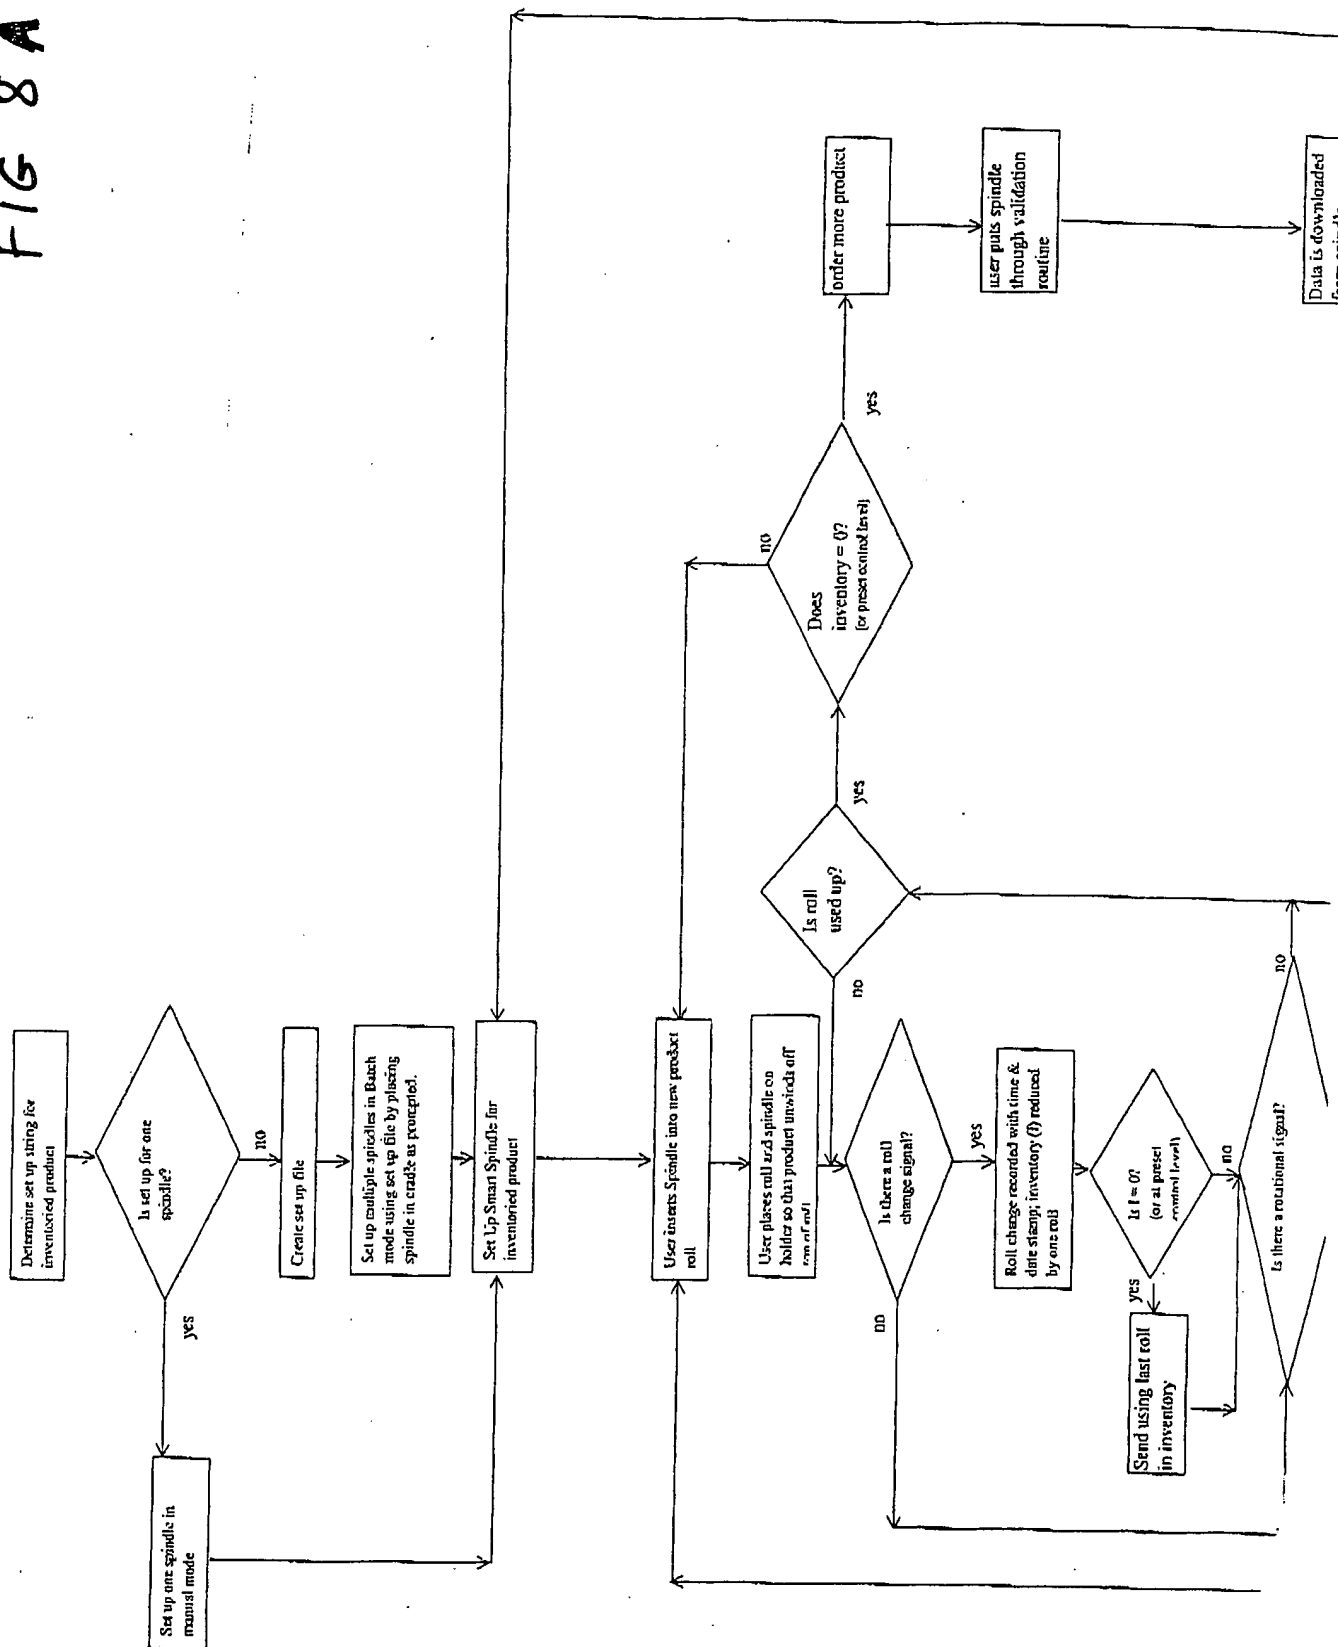 FIG 8A
Determine set up string for
inventoried product
Is set up for one
spindle?
yes
no
Set up one spindle in
manual mode
Create set up file
Set up multiple spindles in Batch
mode using set up file by placing
spindle in cradle as prompted.
Set Up Smart Spindle for
inventoried product
User inserts Spindle into new product
roll
User places roll and spindle on
holder so that product unwinds off
top of roll
Is there a roll
change signal?
no
yes
Roll change recorded with time &
date stamp; inventory (I) reduced
by one roll
Is I = 0?
(or at preset
control level)
yes
no
Send using last roll
in inventory
Is there a rotational signal?
no
Is roll
used up?
no
yes
Does
inventory = 0?
[or preset control level]
no
yes
order more product
user puts spindle
through validation
routine
Data is downloaded
from spindle